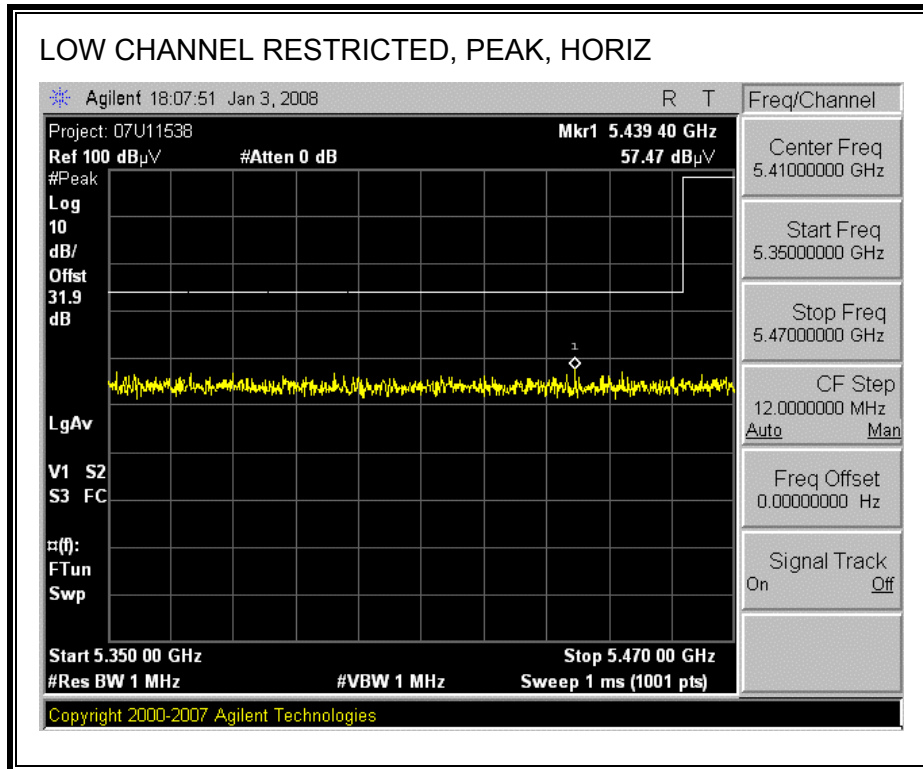 LOW CHANNEL RESTRICTED, PEAK, HORIZ
Agilent 18:07:51 Jan 3, 2008 R T
Project: 07U11538 Mkr1 5.439 40 GHz
Ref 100 dBµV #Atten 0 dB 57.47 dBµV
#Peak
Log
10
dB/
Offst
31.9
dB
1
LgAv
V1 S2
S3 FC
¤(f):
FTun
Swp
Start 5.350 00 GHz Stop 5.470 00 GHz
#Res BW 1 MHz #VBW 1 MHz Sweep 1 ms (1001 pts)
Copyright 2000-2007 Agilent Technologies
Freq/Channel
Center Freq
5.41000000 GHz
Start Freq
5.35000000 GHz
Stop Freq
5.47000000 GHz
CF Step
12.0000000 MHz
Auto Man
Freq Offset
0.00000000 Hz
Signal Track
On Off